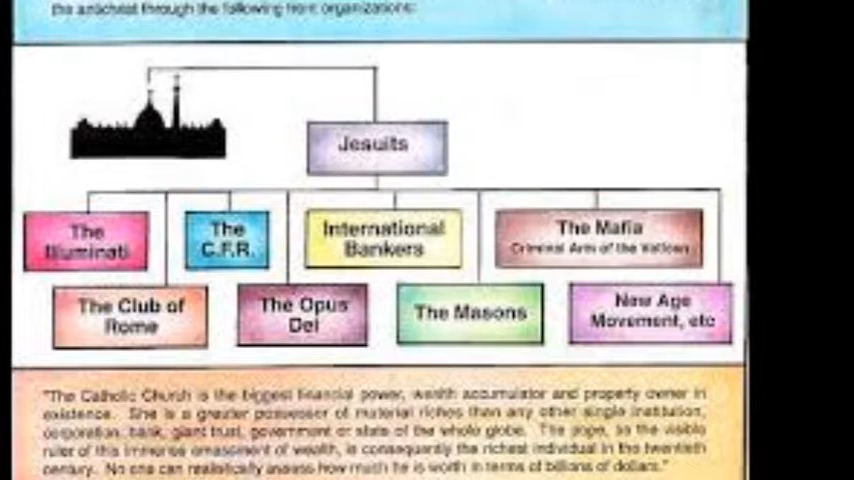 the antichrist through the following front organizations:
Jesuits
The
Illuminati
The
C.F.R.
International
Bankers
The Mafia
Criminal Arm of the Vatican
The Club of
Rome
The Opus
Dei
The Masons
New Age
Movement, etc
"The Catholic Church is the biggest financial power, wealth accumulator and property owner in
existence. She is a greater possessor of material riches than any other single institution,
corporation, bank, giant trust, government or state of the whole globe. The pope, as the visible
ruler of this immense amassment of wealth, is consequently the richest individual in the twentieth
century. No one can realistically assess how much he is worth in terms of billions of dollars."